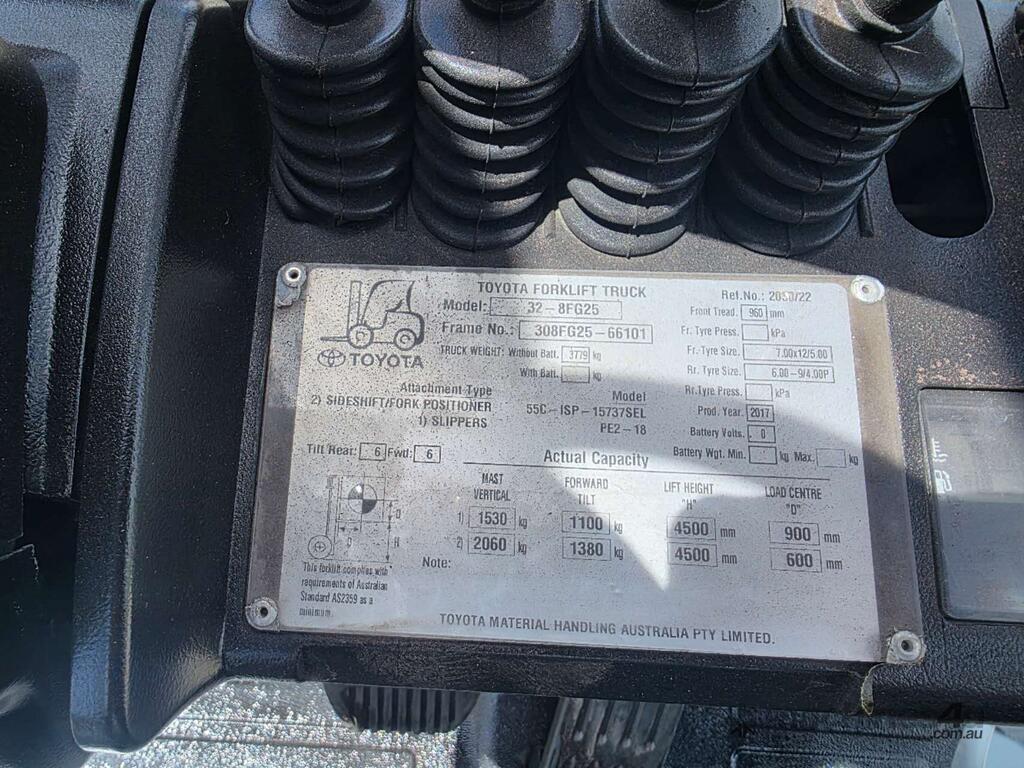 TOYOTA FORKLIFT TRUCK
Model: 32-8FG25
Frame No.: 308FG25-66101
TRUCK WEIGHT: Without Batt. 3779 kg
With Batt. kg
TOYOTA
Ref.No.: 2050/22
Front Tread. 960 mm
Fr. Tyre Press. kPa
Fr. Tyre Size. 7.00x12/5.00
Rr. Tyre Size. 6.00-9/4.00P
Rr. Tyre Press. kPa
Prod. Year. 2017
Battery Volts. 0
Battery Wgt. Min. kg Max. kg
Attachment Type Model
2) SIDESHIFT/FORK POSITIONER 55C-ISP-15737SEL
1) SLIPPERS PE2-18
Tilt Rear: 6 Fwd: 6
Actual Capacity
MAST VERTICAL FORWARD TILT LIFT HEIGHT "H" LOAD CENTRE "D"
1) 1530 kg 1100 kg 4500 mm 900 mm
2) 2060 kg 1380 kg 4500 mm 600 mm
D
D H
Note:
This forklift complies with
requirements of Australian
Standard AS2359 as a
minimum.
TOYOTA MATERIAL HANDLING AUSTRALIA PTY LIMITED.
4
.com.au